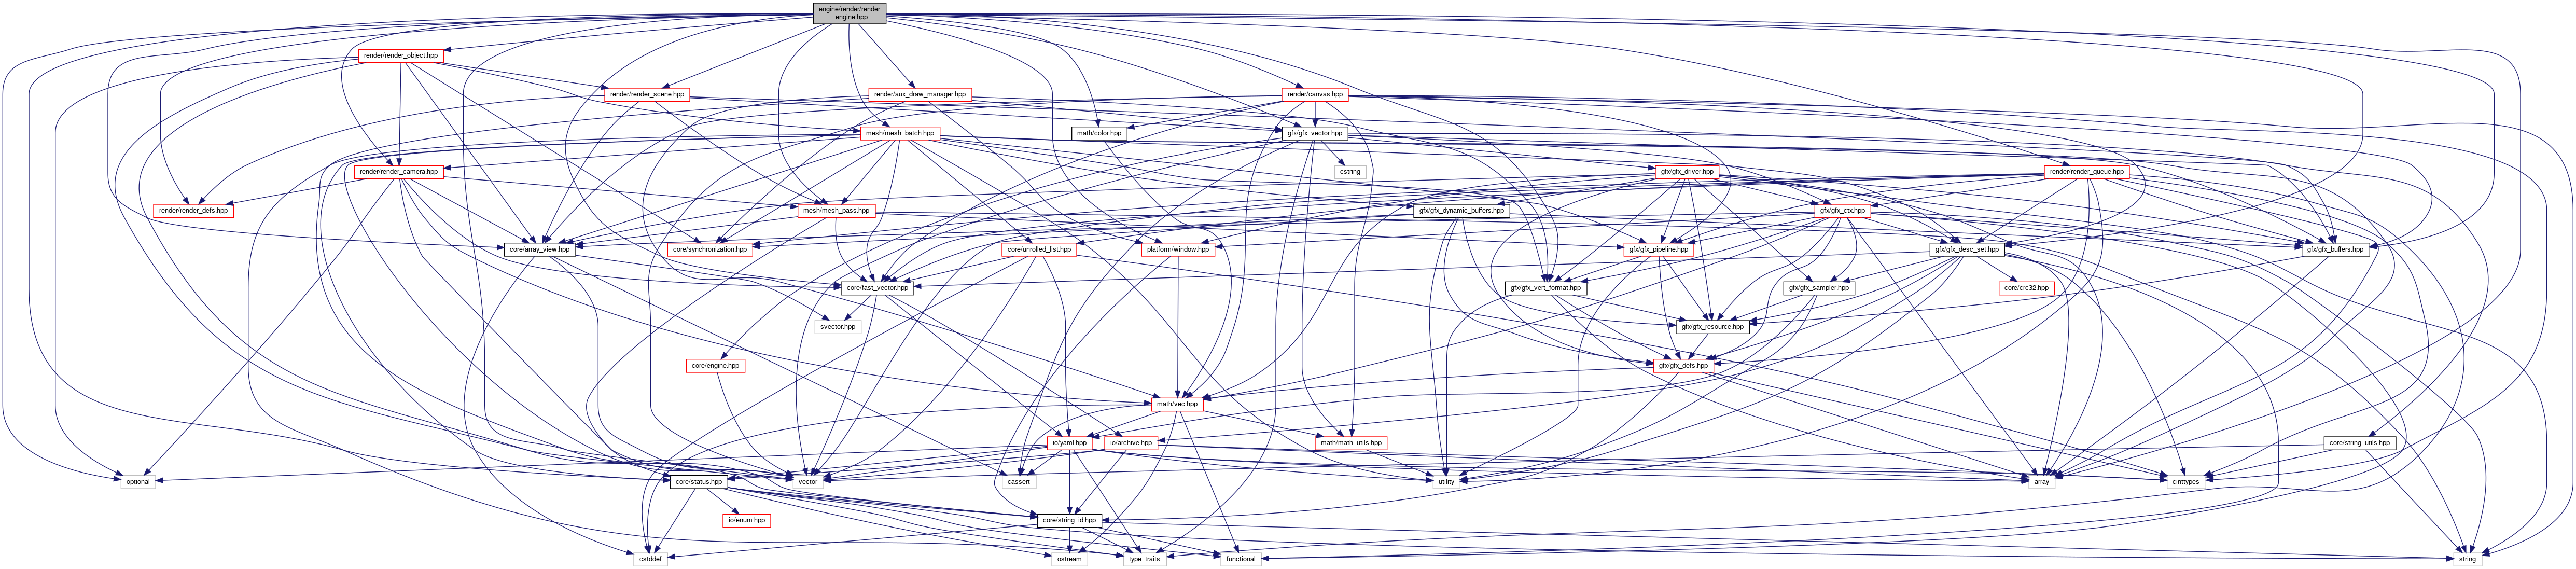 engine/render/render
_engine.hpp
render/render_object.hpp
render/render_scene.hpp
render/aux_draw_manager.hpp
render/canvas.hpp
mesh/mesh_batch.hpp
math/color.hpp
gfx/gfx_vector.hpp
render/render_camera.hpp
cstring
gfx/gfx_driver.hpp
render/render_queue.hpp
render/render_defs.hpp
mesh/mesh_pass.hpp
gfx/gfx_dynamic_buffers.hpp
gfx/gfx_ctx.hpp
core/array_view.hpp
core/synchronization.hpp
core/unrolled_list.hpp
platform/window.hpp
gfx/gfx_pipeline.hpp
gfx/gfx_desc_set.hpp
gfx/gfx_buffers.hpp
core/fast_vector.hpp
gfx/gfx_vert_format.hpp
gfx/gfx_sampler.hpp
core/crc32.hpp
svector.hpp
gfx/gfx_resource.hpp
core/engine.hpp
gfx/gfx_defs.hpp
math/vec.hpp
io/yaml.hpp
io/archive.hpp
math/math_utils.hpp
core/string_utils.hpp
optional
core/status.hpp
vector
cassert
utility
array
cinttypes
io/enum.hpp
core/string_id.hpp
cstddef
ostream
type_traits
functional
string